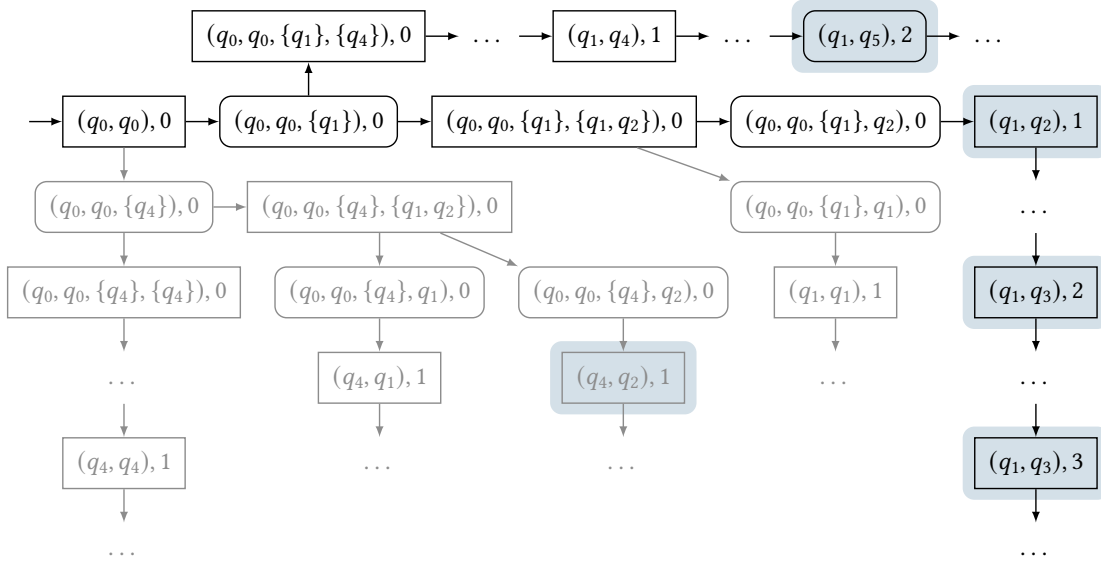 (q₀, q₀, {q₁}, {q₄}), 0 ... (q₁, q₄), 1 ... (q₁, q₅), 2 ...
(q₀, q₀), 0 (q₀, q₀, {q₁}), 0 (q₀, q₀, {q₁}, {q₁, q₂}), 0 (q₀, q₀, {q₁}, q₂), 0 (q₁, q₂), 1
(q₀, q₀, {q₄}), 0 (q₀, q₀, {q₄}, {q₁, q₂}), 0 (q₀, q₀, {q₁}, q₁), 0 ...
(q₀, q₀, {q₄}, {q₄}), 0 (q₀, q₀, {q₄}, q₁), 0 (q₀, q₀, {q₄}, q₂), 0 (q₁, q₁), 1 (q₁, q₃), 2
... (q₄, q₁), 1 (q₄, q₂), 1 ... ...
(q₄, q₄), 1 ... ... (q₁, q₃), 3
... ...